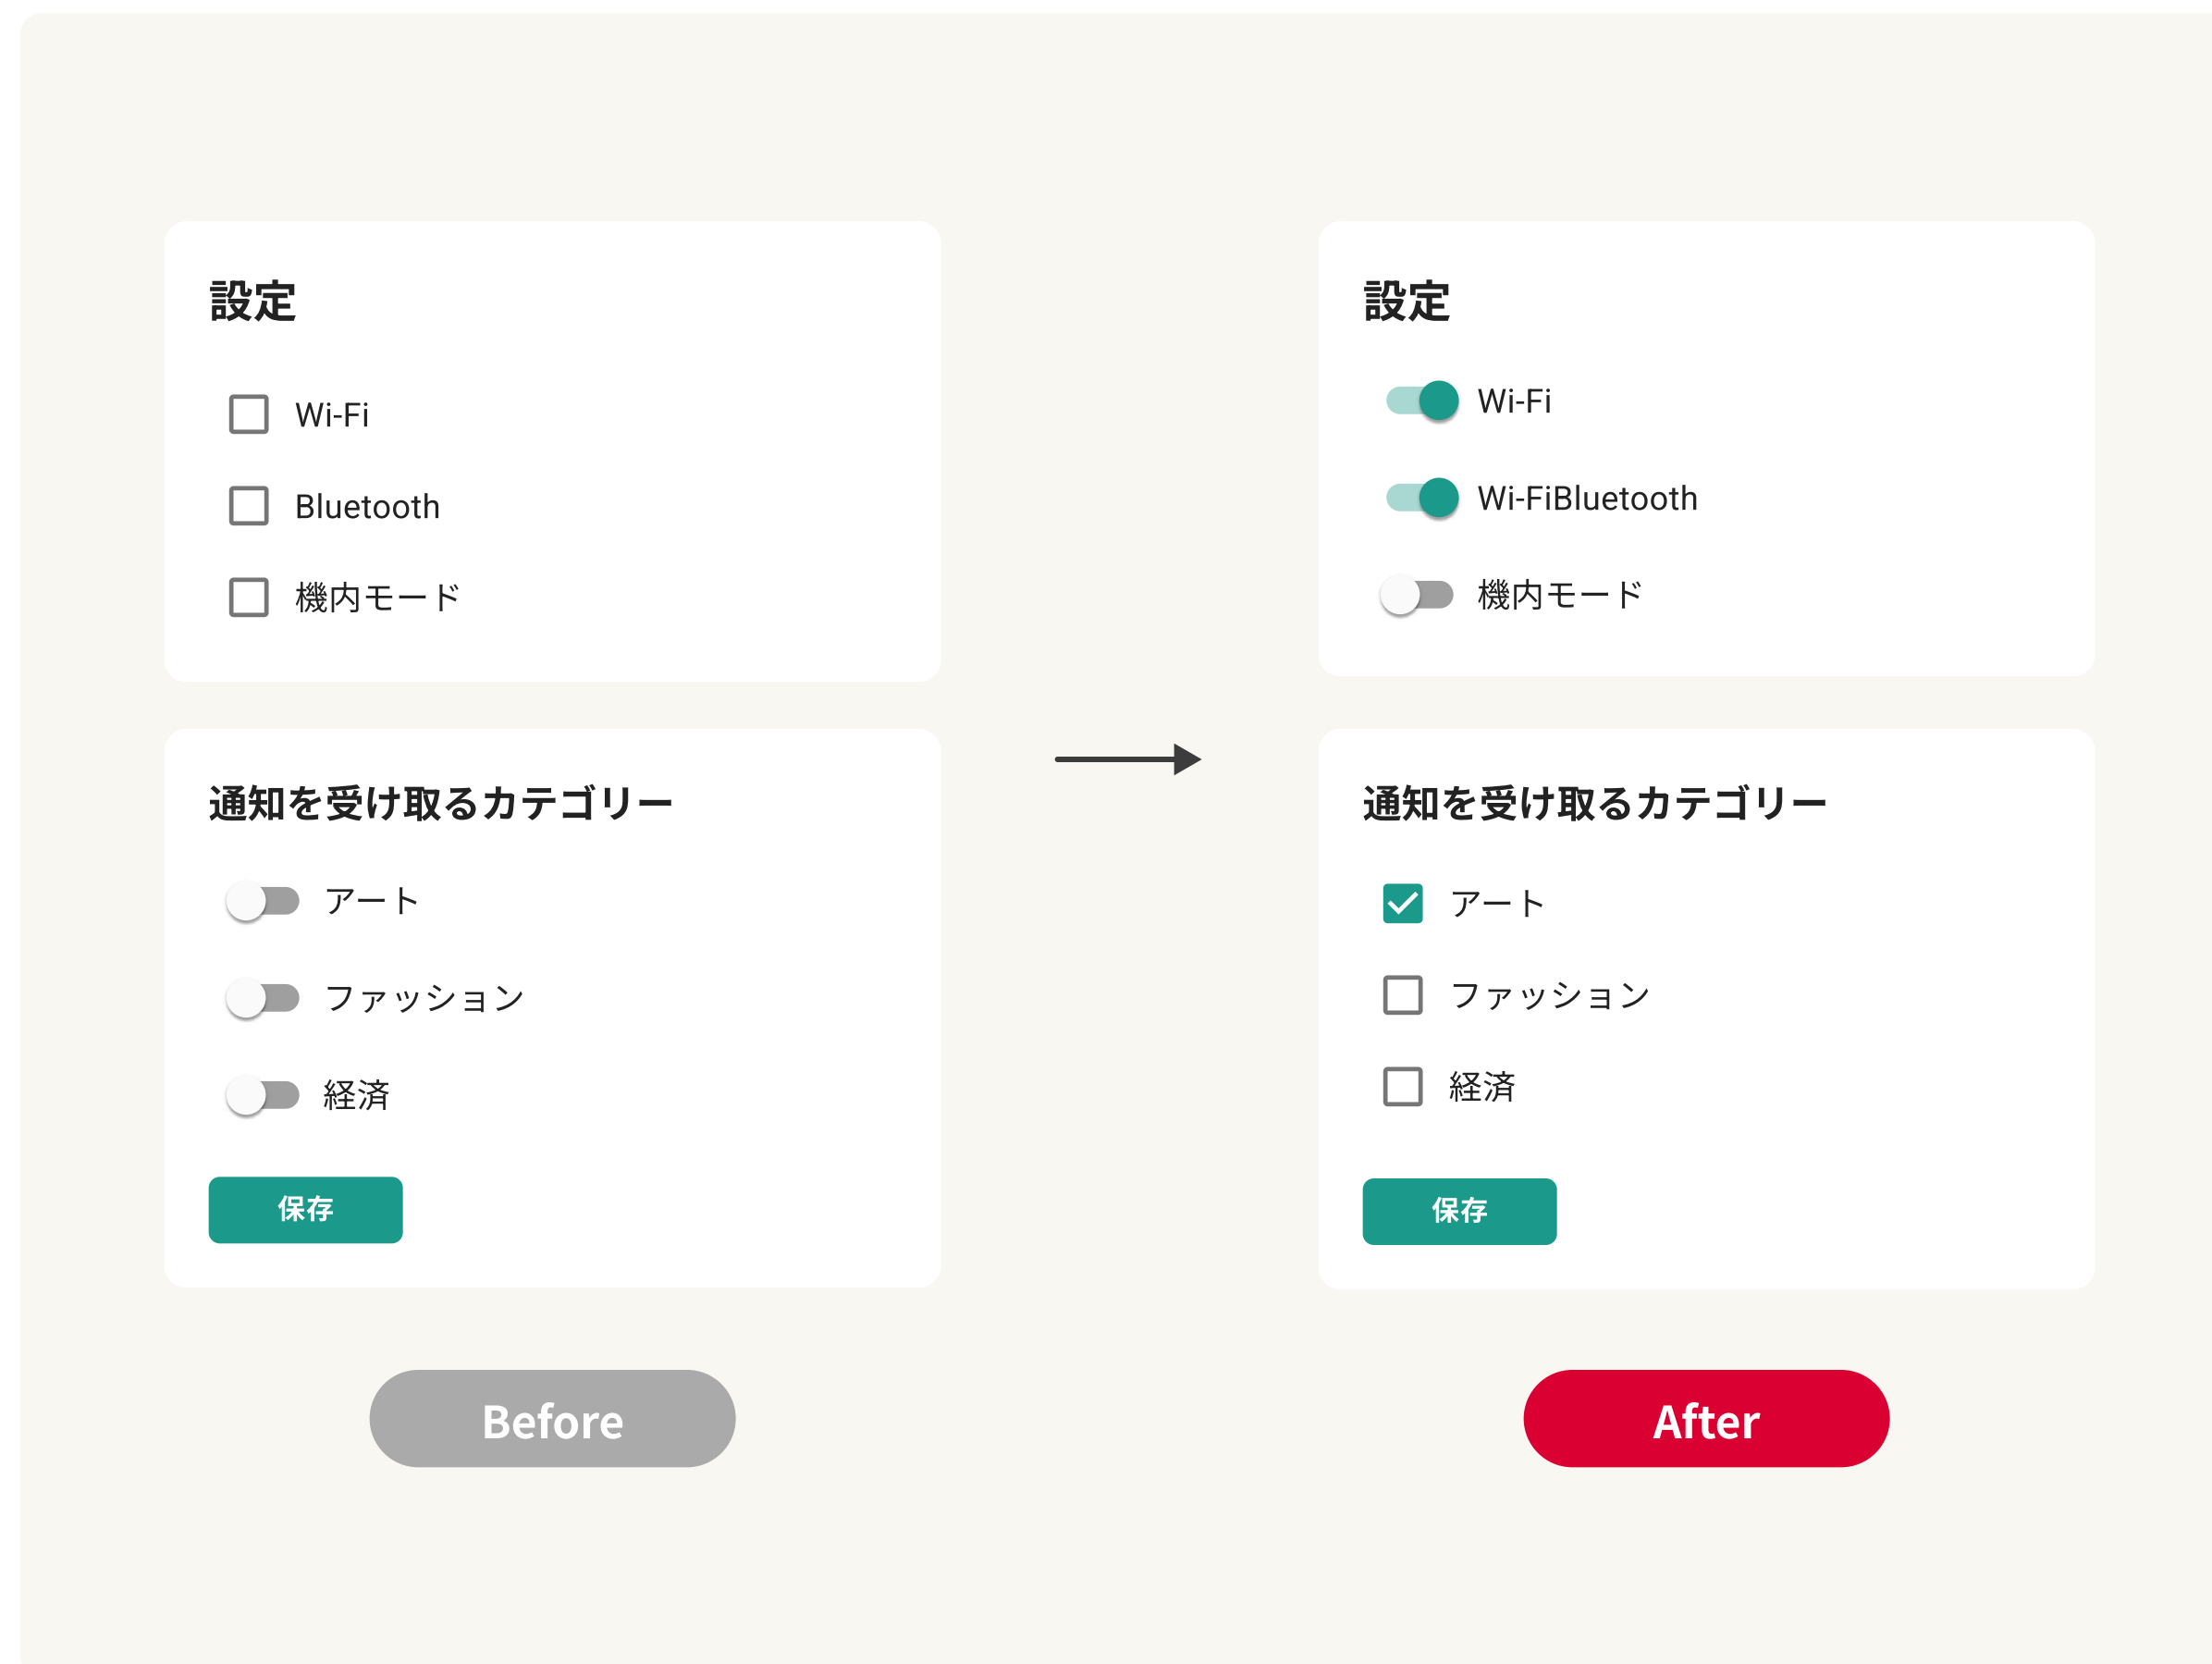 設定
Wi-Fi
Bluetooth
機内モード
通知を受け取るカテゴリー
アート
ファッション
経済
保存
Before
設定
Wi-Fi
Wi-FiBluetooth
機内モード
通知を受け取るカテゴリー
アート
ファッション
経済
保存
After